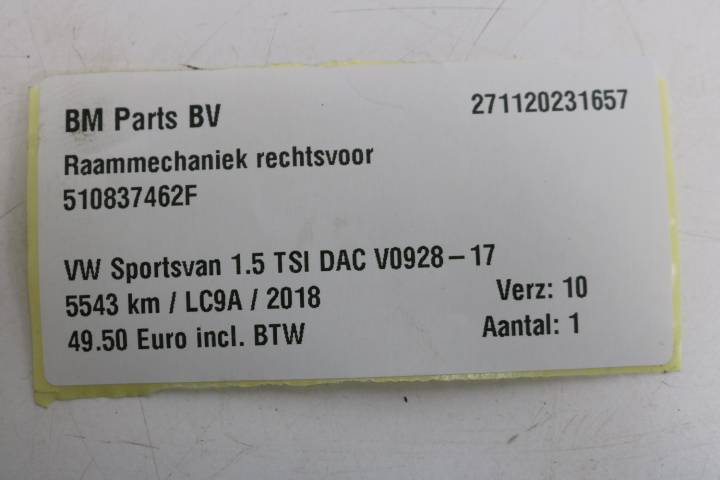 BM Parts BV 271120231657
Raammechaniek rechtsvoor
510837462F
VW Sportsvan 1.5 TSI DAC V0928-17
5543 km / LC9A / 2018 Verz: 10
49.50 Euro incl. BTW Aantal: 1